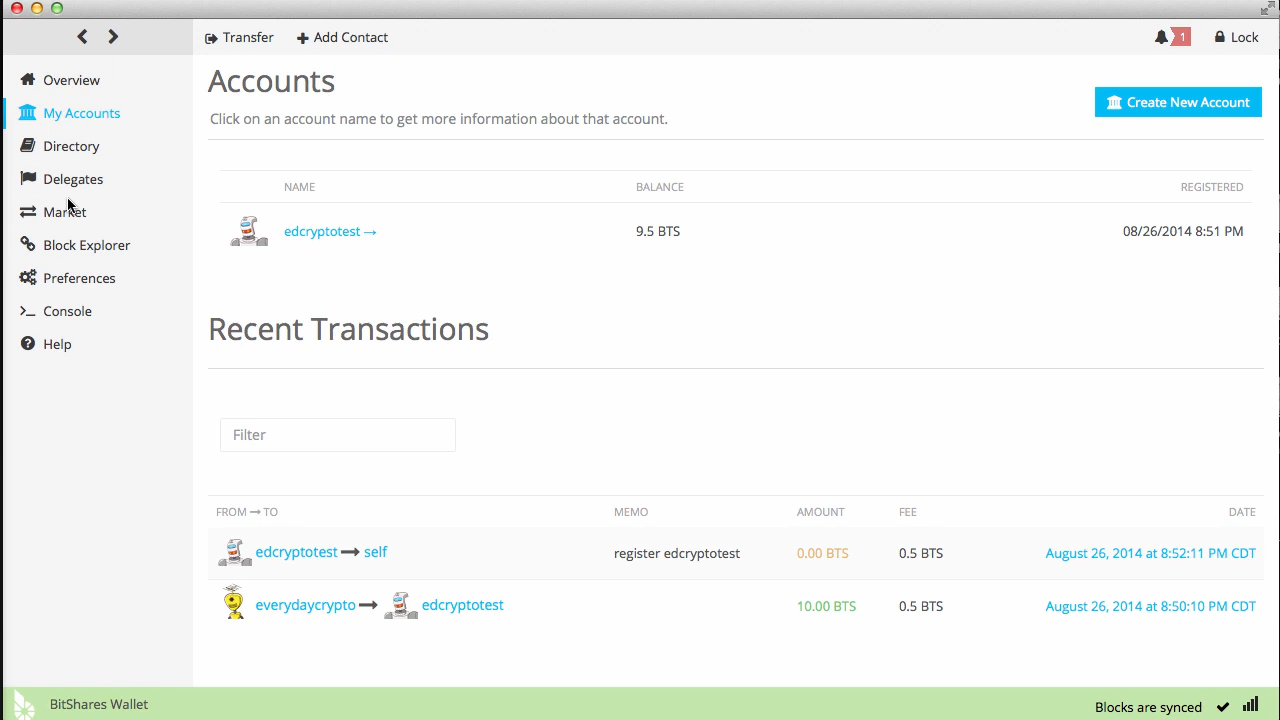 Transfer
Add Contact
1
Lock
Overview
My Accounts
Directory
Delegates
Market
Block Explorer
Preferences
Console
Help
Accounts
Create New Account
Click on an account name to get more information about that account.
NAME BALANCE REGISTERED
edcryptotest → 9.5 BTS 08/26/2014 8:51 PM
Recent Transactions
Filter
FROM → TO MEMO AMOUNT FEE DATE
edcryptotest → self register edcryptotest 0.00 BTS 0.5 BTS August 26, 2014 at 8:52:11 PM CDT
everydaycrypto → edcryptotest 10.00 BTS 0.5 BTS August 26, 2014 at 8:50:10 PM CDT
BitShares Wallet
Blocks are synced